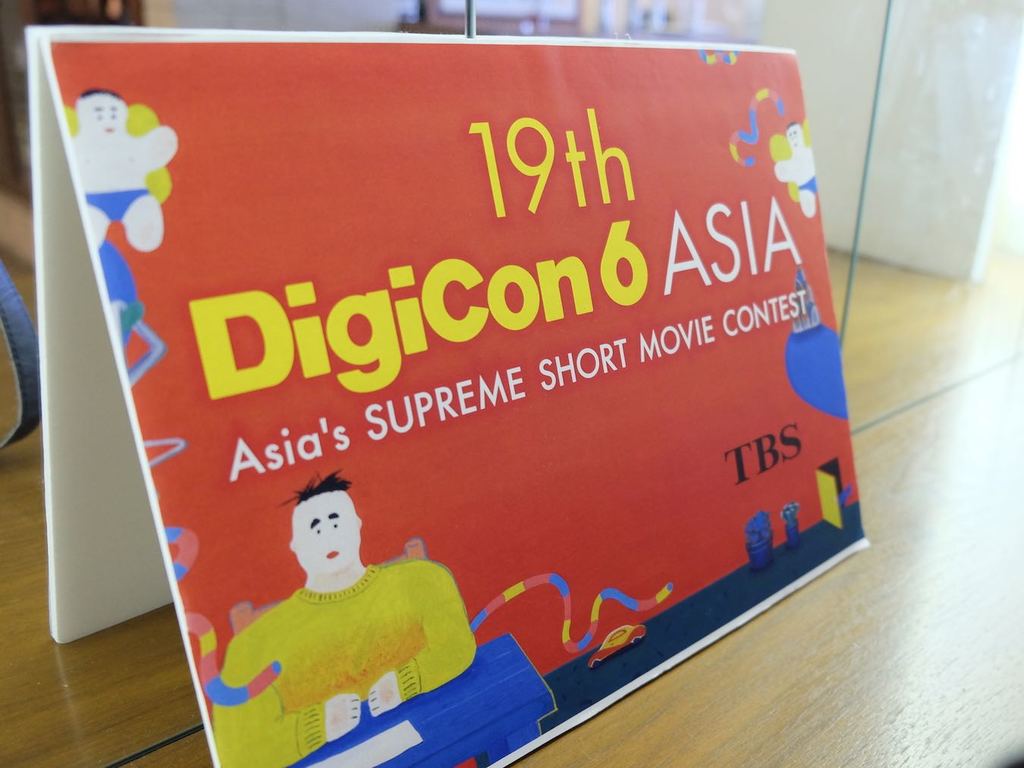 19th
DigiCon6 ASIA
Asia's SUPREME SHORT MOVIE CONTEST
TBS